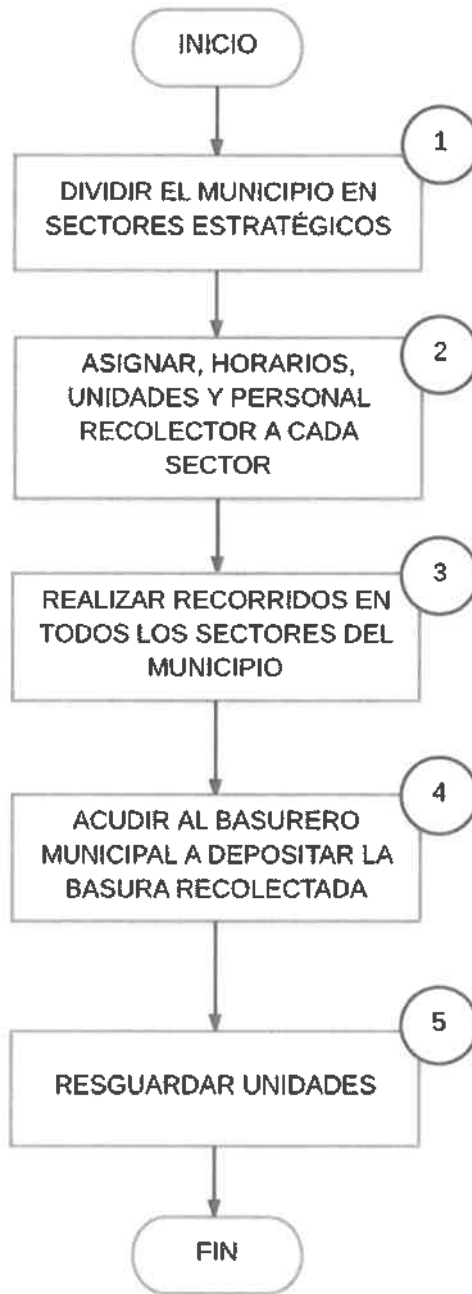 INICIO
1
DIVIDIR EL MUNICIPIO EN
SECTORES ESTRATÉGICOS
2
ASIGNAR, HORARIOS,
UNIDADES Y PERSONAL
RECOLECTOR A CADA
SECTOR
3
REALIZAR RECORRIDOS EN
TODOS LOS SECTORES DEL
MUNICIPIO
4
ACUDIR AL BASURERO
MUNICIPAL A DEPOSITAR LA
BASURA RECOLECTADA
5
RESGUARDAR UNIDADES
FIN